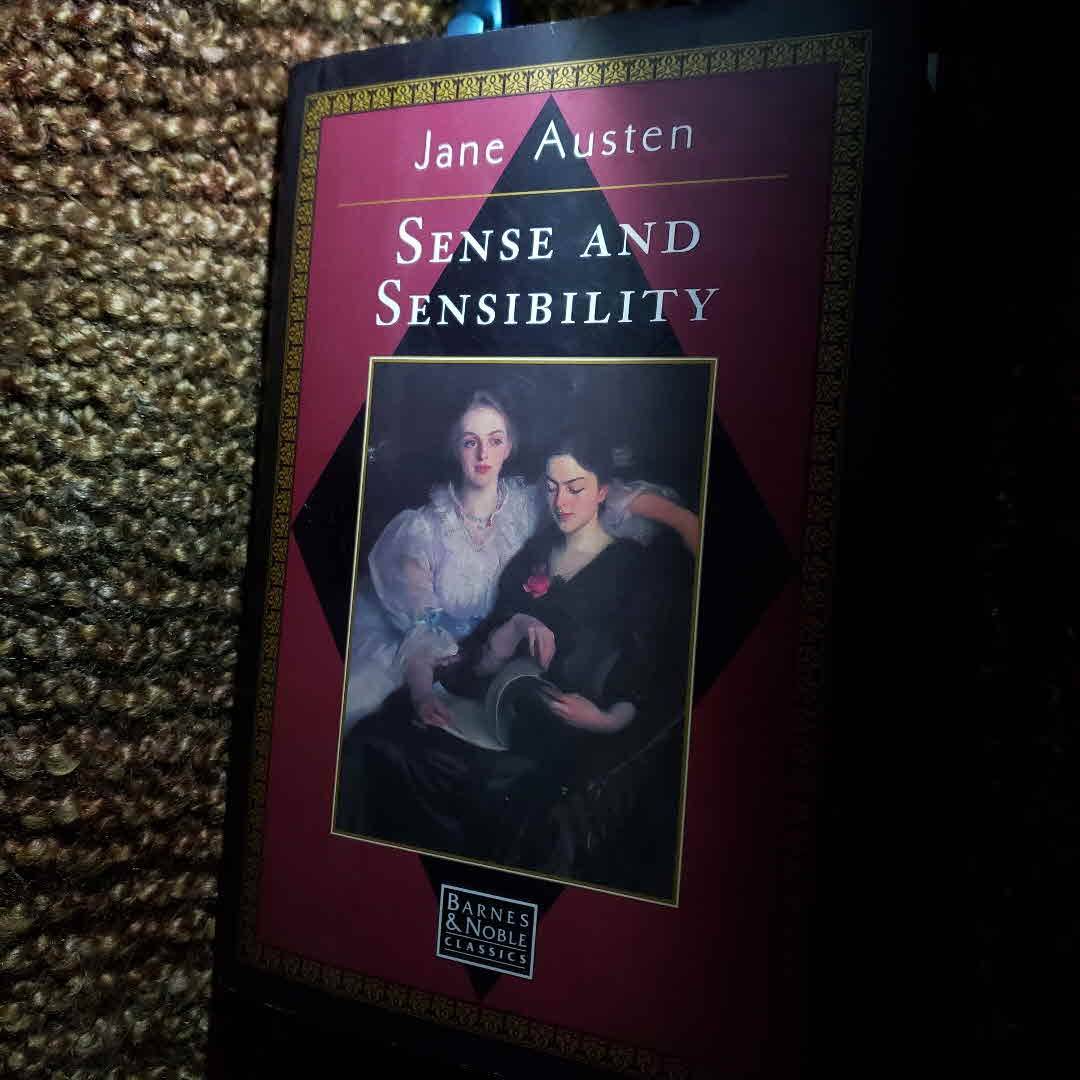 Jane Austen
SENSE AND
SENSIBILITY
BARNES
& NOBLE
CLASSICS